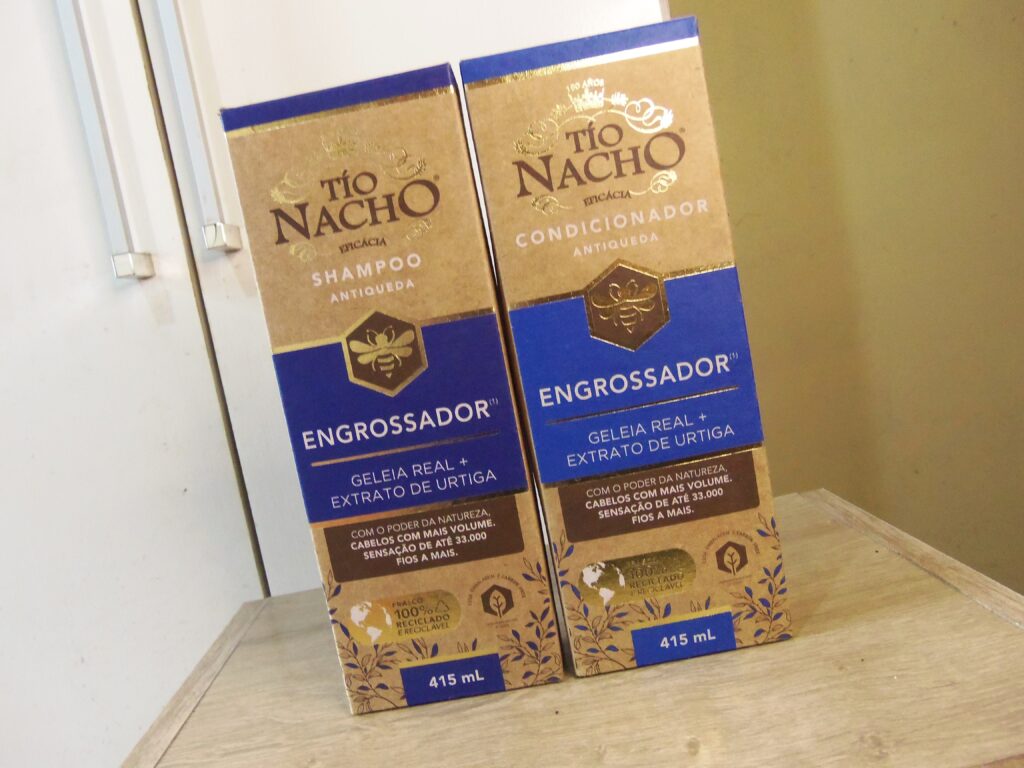 TÍO
NACHO®
EFICÁCIA
SHAMPOO
ANTIQUEDA
ENGROSSADOR(1)
GELEIA REAL +
EXTRATO DE URTIGA
COM O PODER DA NATUREZA,
CABELOS COM MAIS VOLUME.
SENSAÇÃO DE ATÉ 33.000
FIOS A MAIS.
FRASCO
100%
RECICLADO
E RECICLÁVEL
415 mL
100 AÑOS
TÍO
NACHO®
EFICÁCIA
CONDICIONADOR
ANTIQUEDA
ENGROSSADOR(1)
GELEIA REAL +
EXTRATO DE URTIGA
COM O PODER DA NATUREZA,
CABELOS COM MAIS VOLUME.
SENSAÇÃO DE ATÉ 33.000
FIOS A MAIS.
100%
RECICLADO
E RECICLÁVEL
415 mL